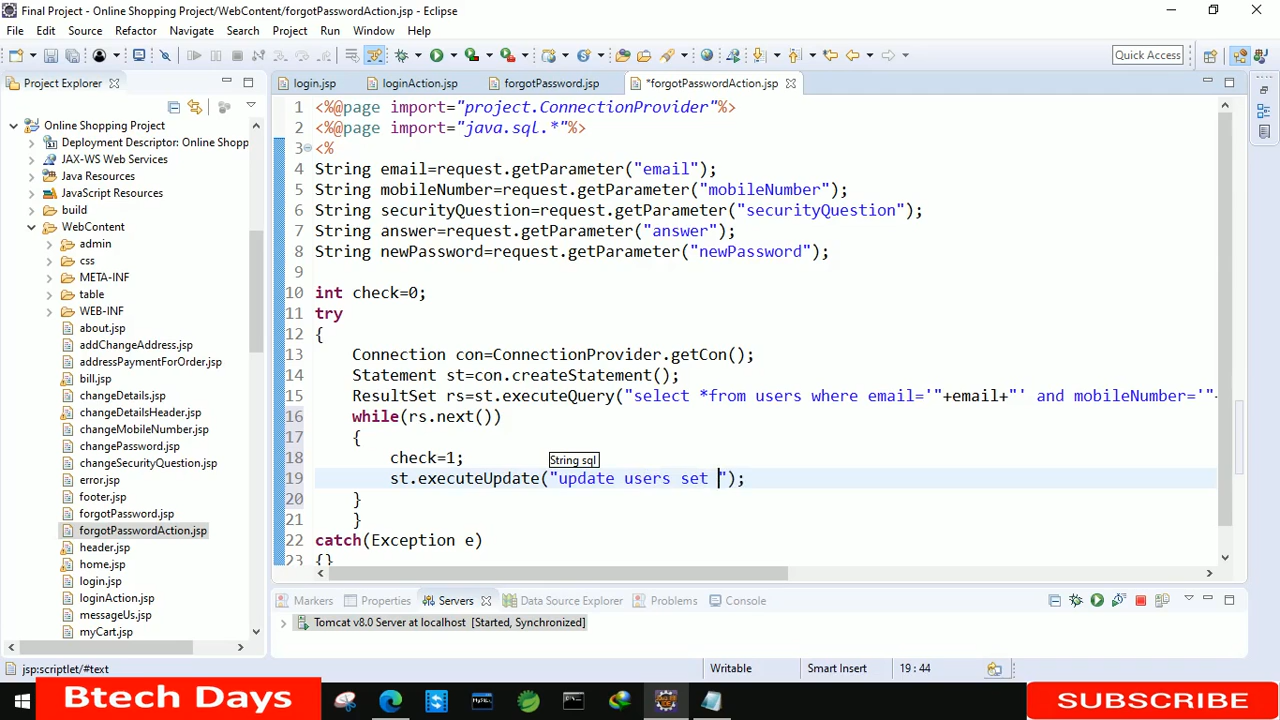 Final Project - Online Shopping Project/WebContent/forgotPasswordAction.jsp - Eclipse
File Edit Source Refactor Navigate Search Project Run Window Help
Quick Access
Project Explorer
login.jsp loginAction.jsp forgotPassword.jsp *forgotPasswordAction.jsp
Online Shopping Project
Deployment Descriptor: Online Shopp
JAX-WS Web Services
Java Resources
JavaScript Resources
build
WebContent
admin
css
META-INF
table
WEB-INF
about.jsp
addChangeAddress.jsp
addressPaymentForOrder.jsp
bill.jsp
changeDetails.jsp
changeDetailsHeader.jsp
changeMobileNumber.jsp
changePassword.jsp
changeSecurityQuestion.jsp
error.jsp
footer.jsp
forgotPassword.jsp
forgotPasswordAction.jsp
header.jsp
home.jsp
login.jsp
loginAction.jsp
messageUs.jsp
myCart.jsp
1 <%@page import="project.ConnectionProvider"%>
2 <%@page import="java.sql.*"%>
3 <%
4 String email=request.getParameter("email");
5 String mobileNumber=request.getParameter("mobileNumber");
6 String securityQuestion=request.getParameter("securityQuestion");
7 String answer=request.getParameter("answer");
8 String newPassword=request.getParameter("newPassword");
9
10 int check=0;
11 try
12 {
13 Connection con=ConnectionProvider.getCon();
14 Statement st=con.createStatement();
15 ResultSet rs=st.executeQuery("select *from users where email='"+email+"' and mobileNumber='"+
16 while(rs.next())
17 {
18 check=1;
String sql
19 st.executeUpdate("update users set ");
20 }
21 }
22 catch(Exception e)
23 {}
Markers Properties Servers Data Source Explorer Problems Console
Tomcat v8.0 Server at localhost [Started, Synchronized]
jsp:scriptlet/#text Writable Smart Insert 19 : 44
Btech Days
SUBSCRIBE